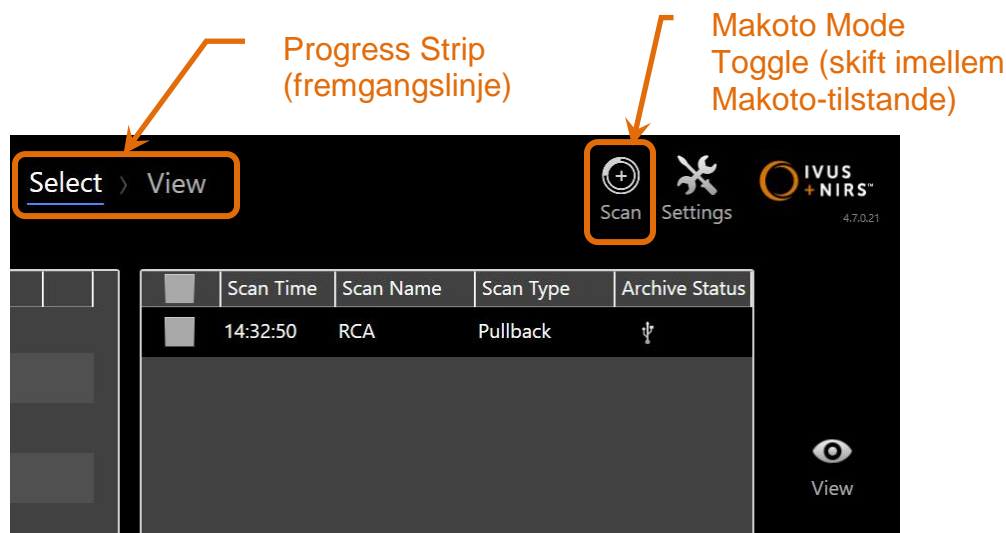 Progress Strip
(fremgangslinje)
Makoto Mode
Toggle (skift imellem
Makoto-tilstande)
Select > View
Scan
Settings
IVUS
+NIRS™
4.7.0.21
Scan Time Scan Name Scan Type Archive Status
14:32:50 RCA Pullback
View